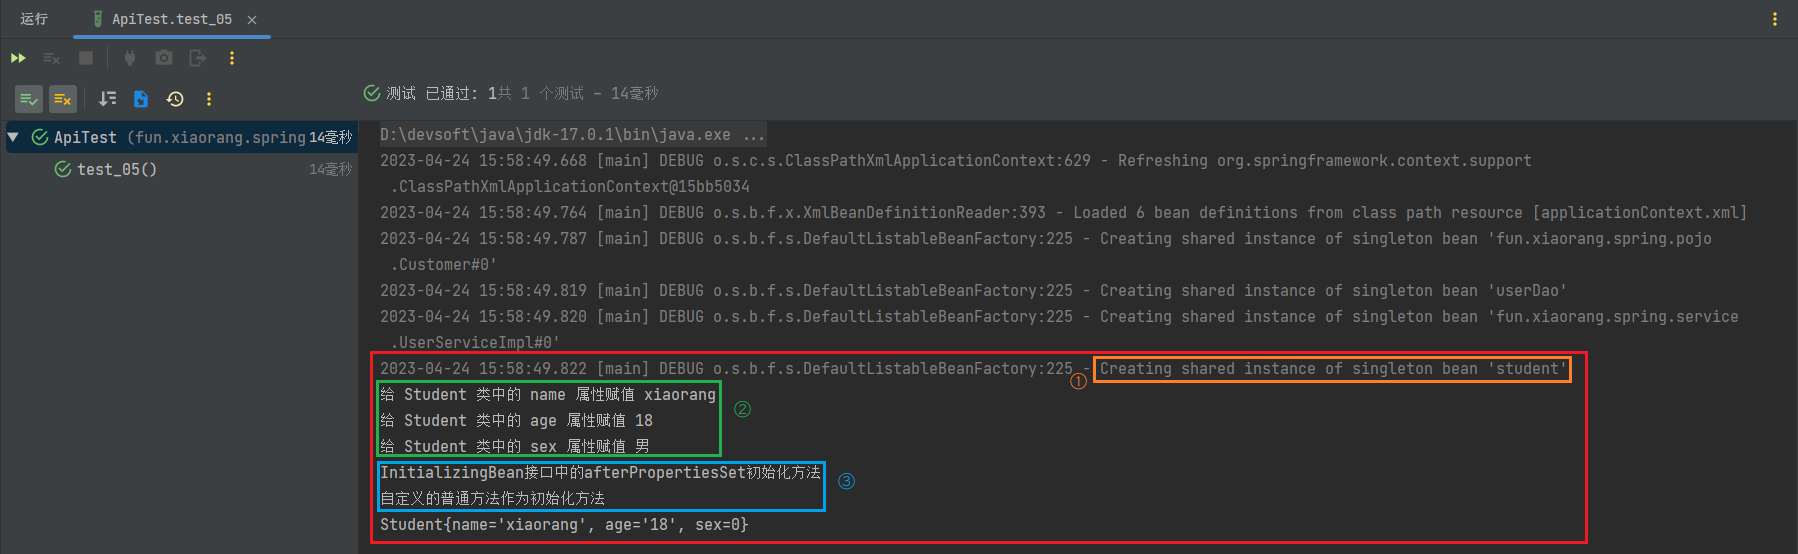 运行
ApiTest.test_05
测试 已通过: 1共 1 个测试 – 14毫秒
ApiTest (fun.xiaorang.spring 14毫秒
test_05() 14毫秒
D:\devsoft\java\jdk-17.0.1\bin\java.exe ...
2023-04-24 15:58:49.668 [main] DEBUG o.s.c.s.ClassPathXmlApplicationContext:629 - Refreshing org.springframework.context.support
.ClassPathXmlApplicationContext@15bb5034
2023-04-24 15:58:49.764 [main] DEBUG o.s.b.f.x.XmlBeanDefinitionReader:393 - Loaded 6 bean definitions from class path resource [applicationContext.xml]
2023-04-24 15:58:49.787 [main] DEBUG o.s.b.f.s.DefaultListableBeanFactory:225 - Creating shared instance of singleton bean 'fun.xiaorang.spring.pojo
.Customer#0'
2023-04-24 15:58:49.819 [main] DEBUG o.s.b.f.s.DefaultListableBeanFactory:225 - Creating shared instance of singleton bean 'userDao'
2023-04-24 15:58:49.820 [main] DEBUG o.s.b.f.s.DefaultListableBeanFactory:225 - Creating shared instance of singleton bean 'fun.xiaorang.spring.service
.UserServiceImpl#0'
2023-04-24 15:58:49.822 [main] DEBUG o.s.b.f.s.DefaultListableBeanFactory:225 - Creating shared instance of singleton bean 'student'
①
给 Student 类中的 name 属性赋值 xiaorang
②
给 Student 类中的 age 属性赋值 18
给 Student 类中的 sex 属性赋值 男
InitializingBean接口中的afterPropertiesSet初始化方法
③
自定义的普通方法作为初始化方法
Student{name='xiaorang', age='18', sex=0}